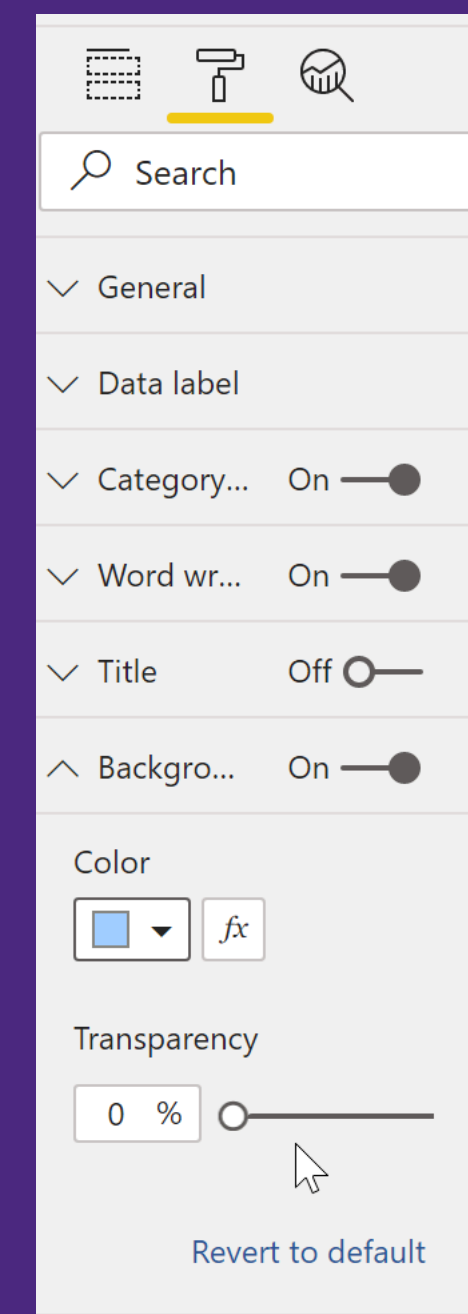 Search
General
Data label
Category... On
Word wr... On
Title Off
Backgro... On
Color
fx
Transparency
0 %
Revert to default